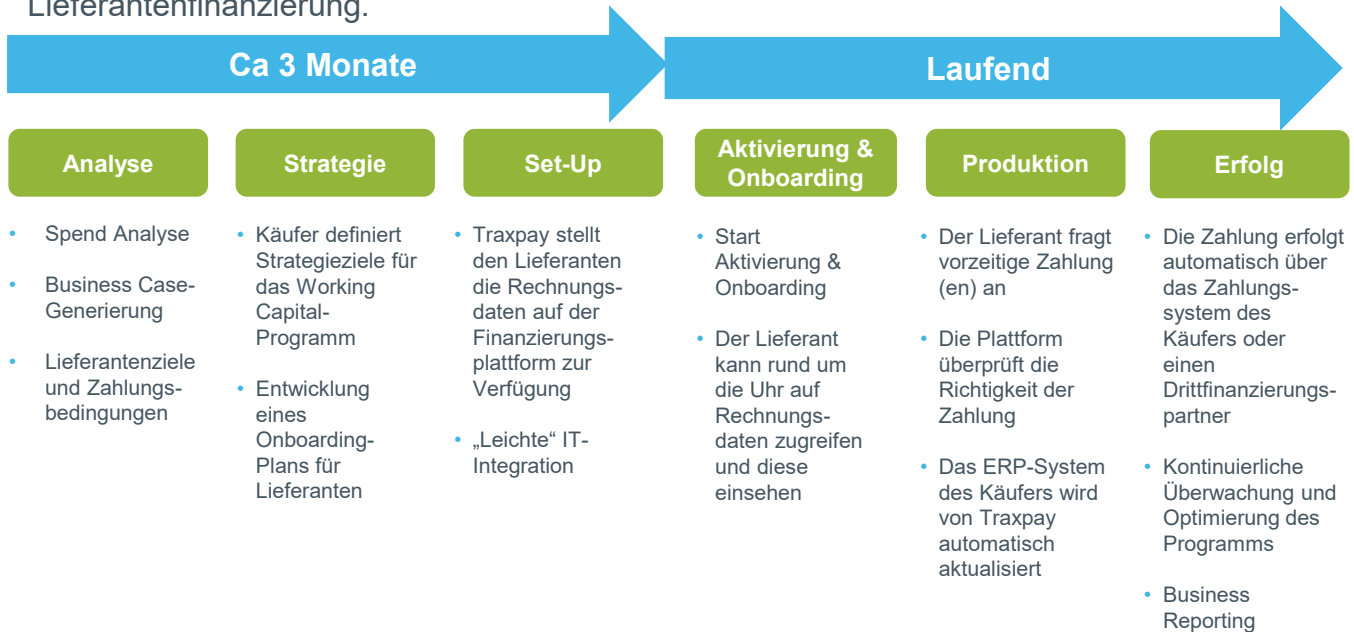 Lieferantenfinanzierung.
Ca 3 Monate
Laufend
Analyse
Strategie
Set-Up
Aktivierung &
Onboarding
Produktion
Erfolg
• Spend Analyse
• Business Case-
Generierung
• Lieferantenziele
und Zahlungs-
bedingungen
• Käufer definiert
Strategieziele für
das Working
Capital-
Programm
• Entwicklung
eines
Onboarding-
Plans für
Lieferanten
• Traxpay stellt
den Lieferanten
die Rechnungs-
daten auf der
Finanzierungs-
plattform zur
Verfügung
• „Leichte“ IT-
Integration
• Start
Aktivierung &
Onboarding
• Der Lieferant
kann rund um
die Uhr auf
Rechnungs-
daten zugreifen
und diese
einsehen
• Der Lieferant fragt
vorzeitige Zahlung
(en) an
• Die Plattform
überprüft die
Richtigkeit der
Zahlung
• Das ERP-System
des Käufers wird
von Traxpay
automatisch
aktualisiert
• Die Zahlung erfolgt
automatisch über
das Zahlungs-
system des
Käufers oder
einen
Drittfinanzierungs-
partner
• Kontinuierliche
Überwachung und
Optimierung des
Programms
• Business
Reporting